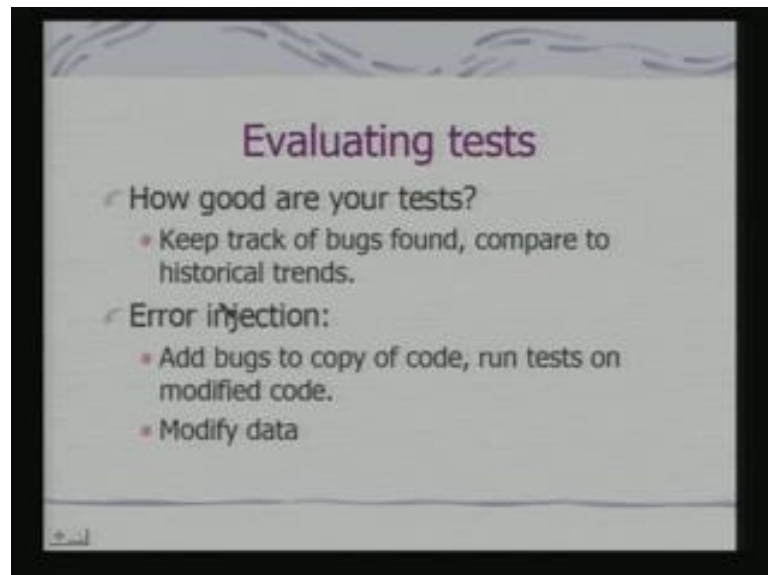 Evaluating tests
How good are your tests?
Keep track of bugs found, compare to
historical trends.
Error injection:
Add bugs to copy of code, run tests on
modified code.
Modify data